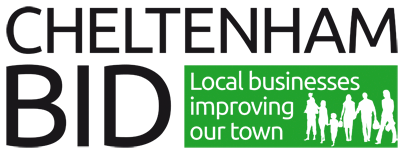 CHELTENHAM
BID
Local businesses
improving
our town